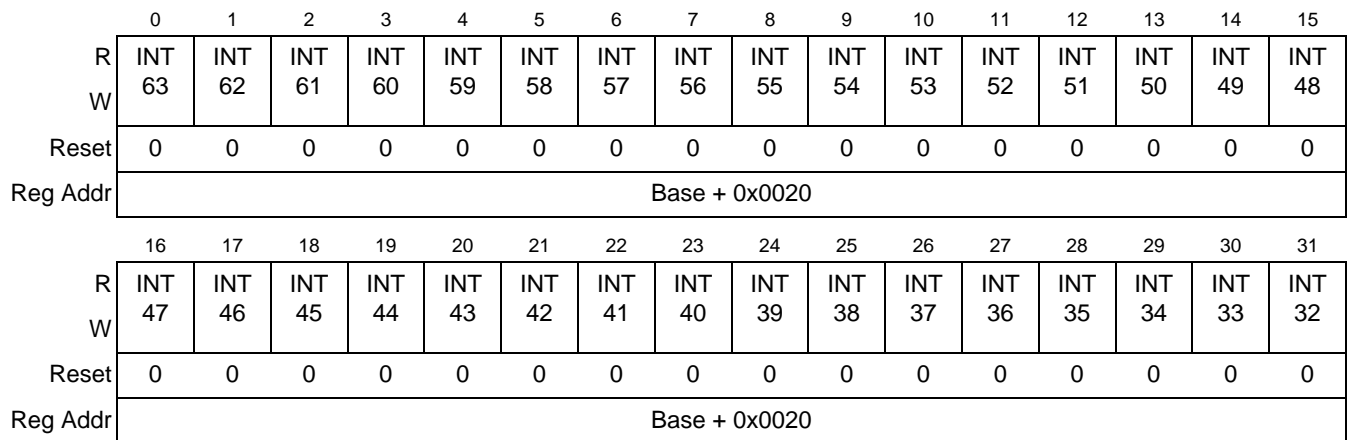 0 1 2 3 4 5 6 7 8 9 10 11 12 13 14 15
R INT INT INT INT INT INT INT INT INT INT INT INT INT INT INT INT
W 63 62 61 60 59 58 57 56 55 54 53 52 51 50 49 48
Reset 0 0 0 0 0 0 0 0 0 0 0 0 0 0 0 0
Reg Addr Base + 0x0020
16 17 18 19 20 21 22 23 24 25 26 27 28 29 30 31
R INT INT INT INT INT INT INT INT INT INT INT INT INT INT INT INT
W 47 46 45 44 43 42 41 40 39 38 37 36 35 34 33 32
Reset 0 0 0 0 0 0 0 0 0 0 0 0 0 0 0 0
Reg Addr Base + 0x0020